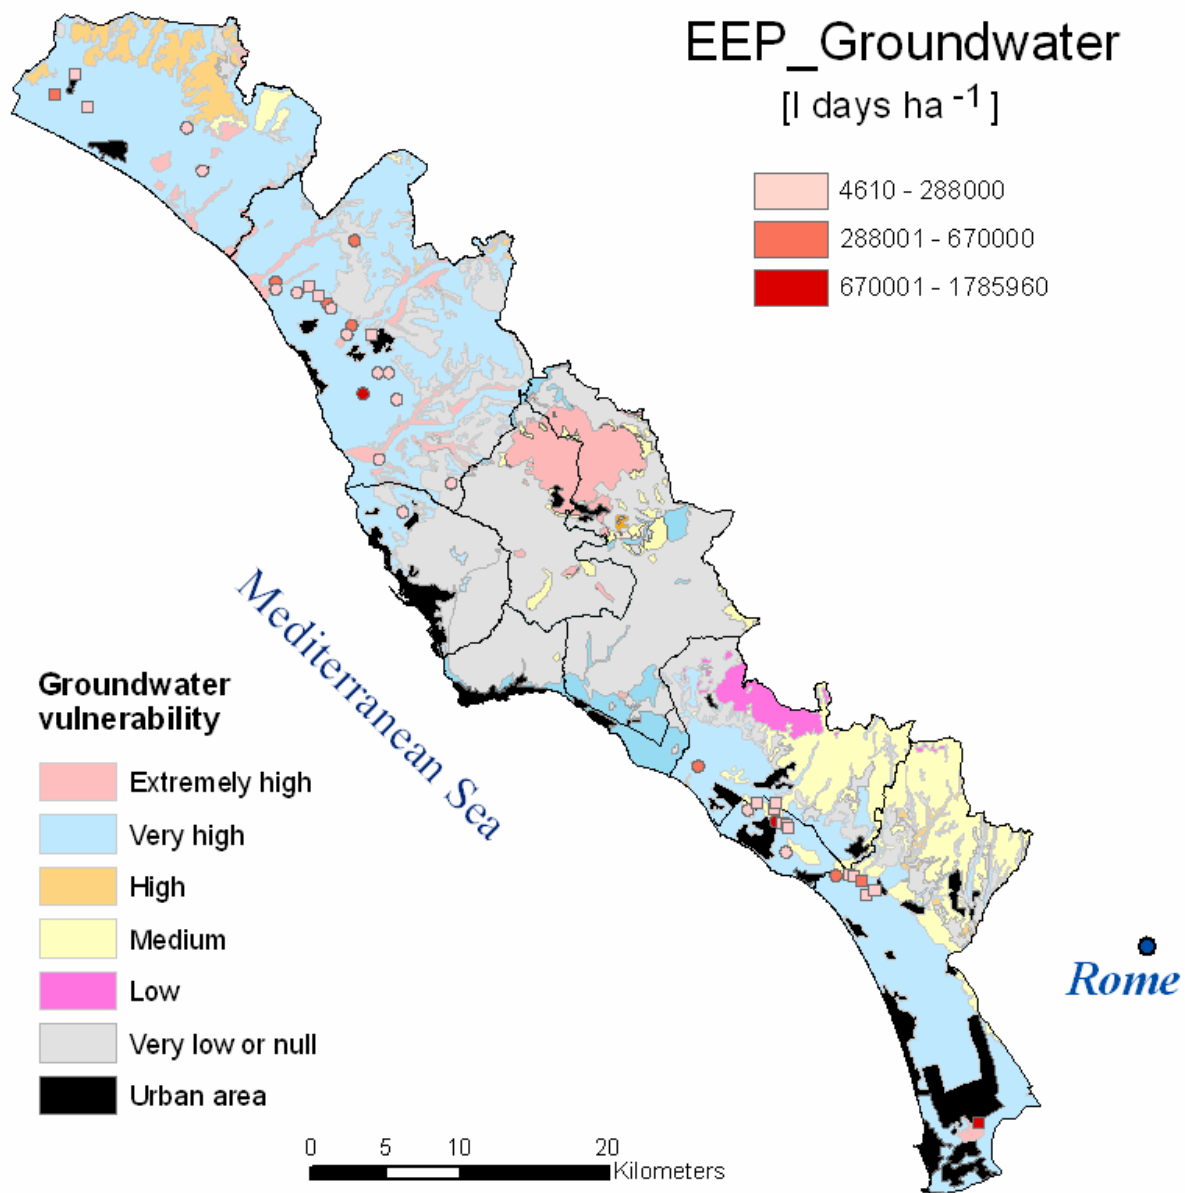 EEP_Groundwater
[l days ha -1 ]
4610 - 288000
288001 - 670000
670001 - 1785960
Mediterranean Sea
Groundwater
vulnerability
Extremely high
Very high
High
Medium
Low
Very low or null
Urban area
Rome
0 5 10 20
Kilometers